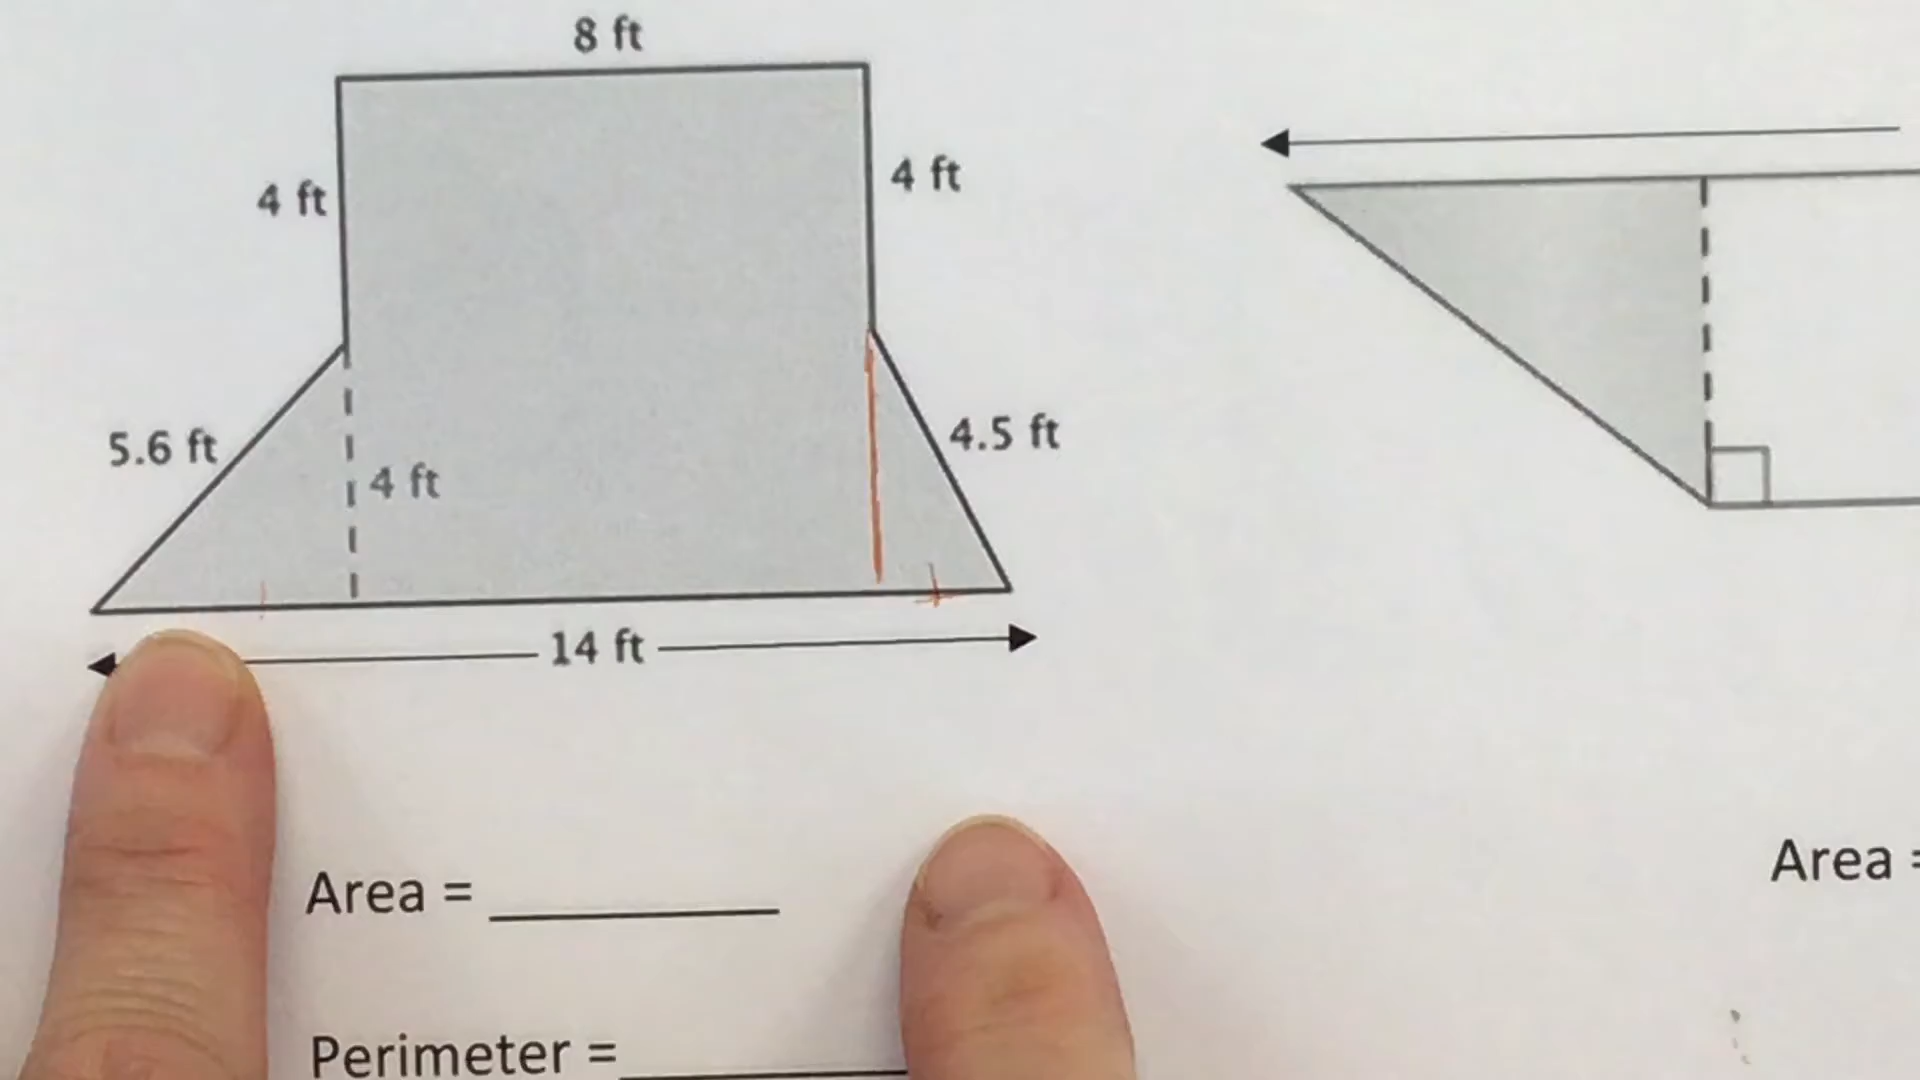 8 ft
4 ft
4 ft
5.6 ft
4 ft
4.5 ft
14 ft
Area =
Perimeter =
Area =